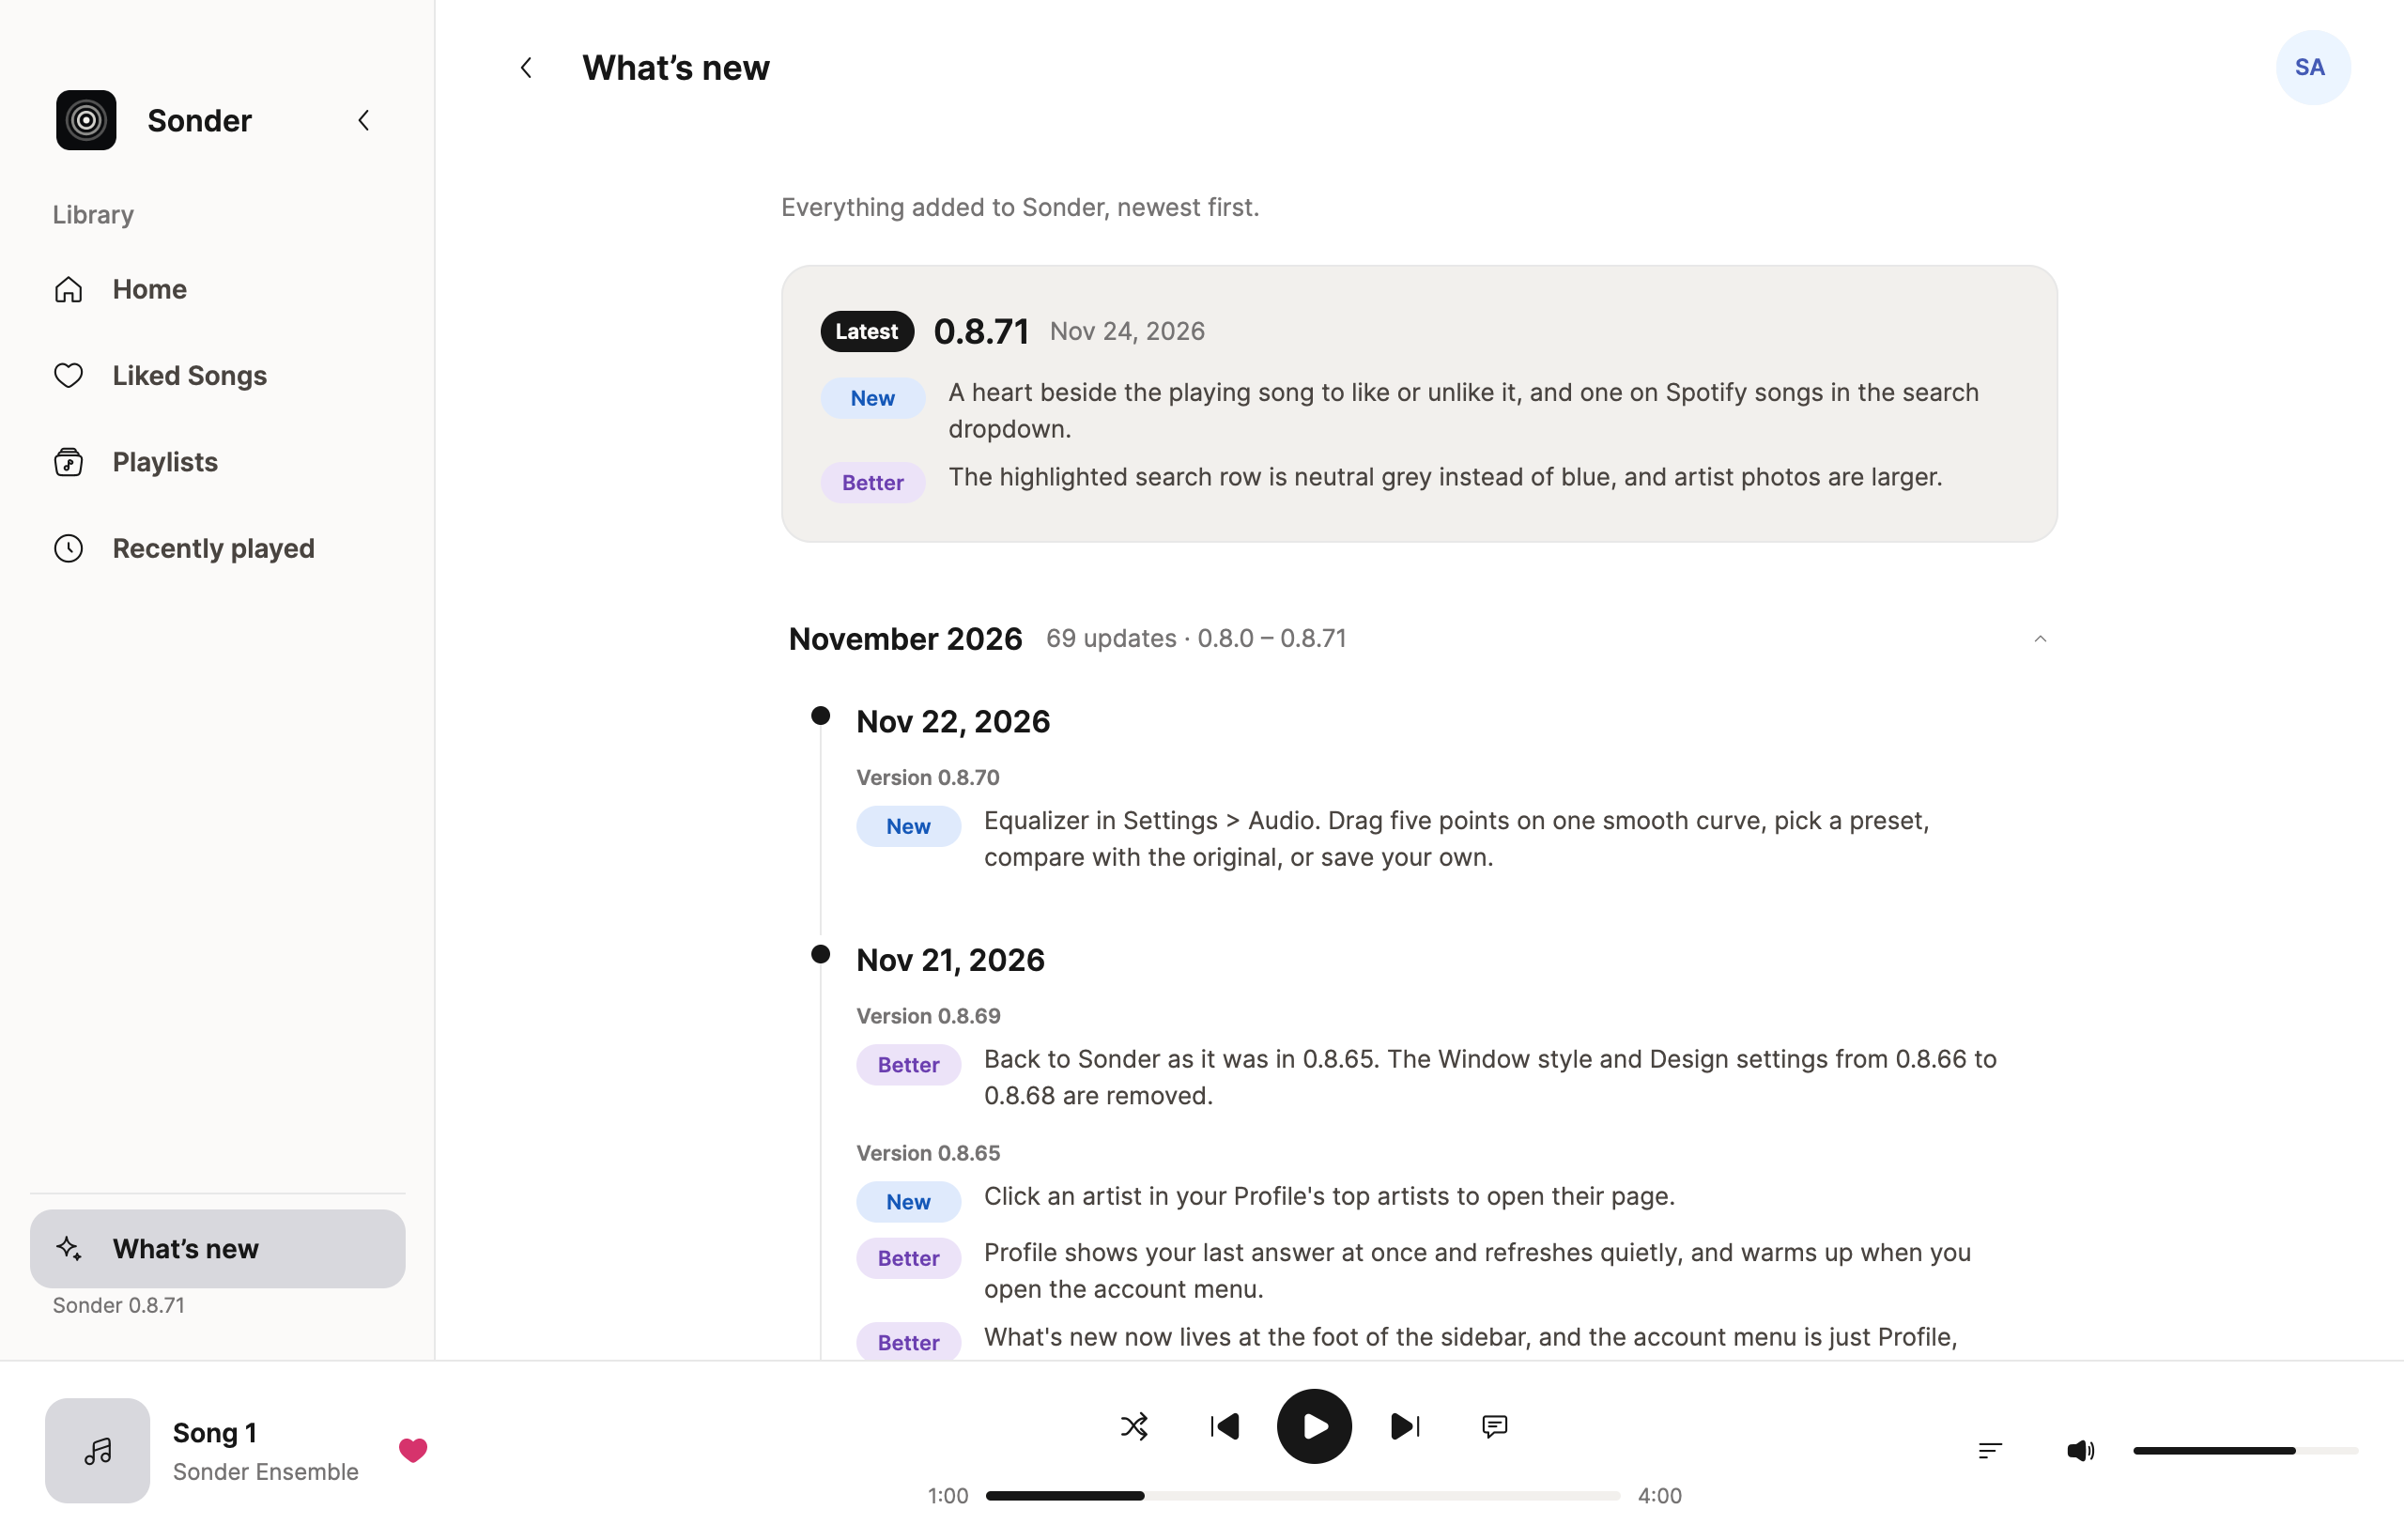 Sonder
Library
Home
Liked Songs
Playlists
Recently played
What’s new
Sonder 0.8.71
What’s new
SA
Everything added to Sonder, newest first.
Latest 0.8.71 Nov 24, 2026
New A heart beside the playing song to like or unlike it, and one on Spotify songs in the search
dropdown.
Better The highlighted search row is neutral grey instead of blue, and artist photos are larger.
November 2026 69 updates · 0.8.0 – 0.8.71
Nov 22, 2026
Version 0.8.70
New Equalizer in Settings > Audio. Drag five points on one smooth curve, pick a preset,
compare with the original, or save your own.
Nov 21, 2026
Version 0.8.69
Better Back to Sonder as it was in 0.8.65. The Window style and Design settings from 0.8.66 to
0.8.68 are removed.
Version 0.8.65
New Click an artist in your Profile's top artists to open their page.
Better Profile shows your last answer at once and refreshes quietly, and warms up when you
open the account menu.
Better What's new now lives at the foot of the sidebar, and the account menu is just Profile,
Song 1
Sonder Ensemble
1:00
4:00